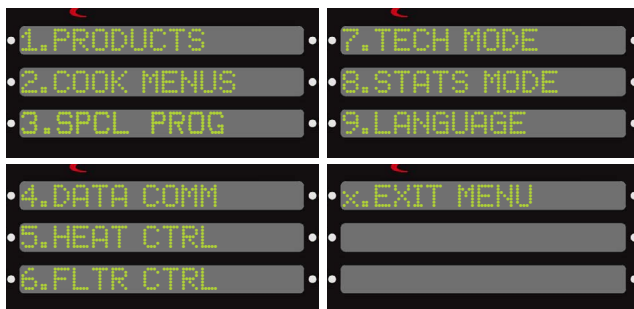 1.PRODUCTS
2.COOK MENUS
3.SPCL PROG
4.DATA COMM
5.HEAT CTRL
6.FLTR CTRL
7.TECH MODE
8.STATS MODE
9.LANGUAGE
x.EXIT MENU